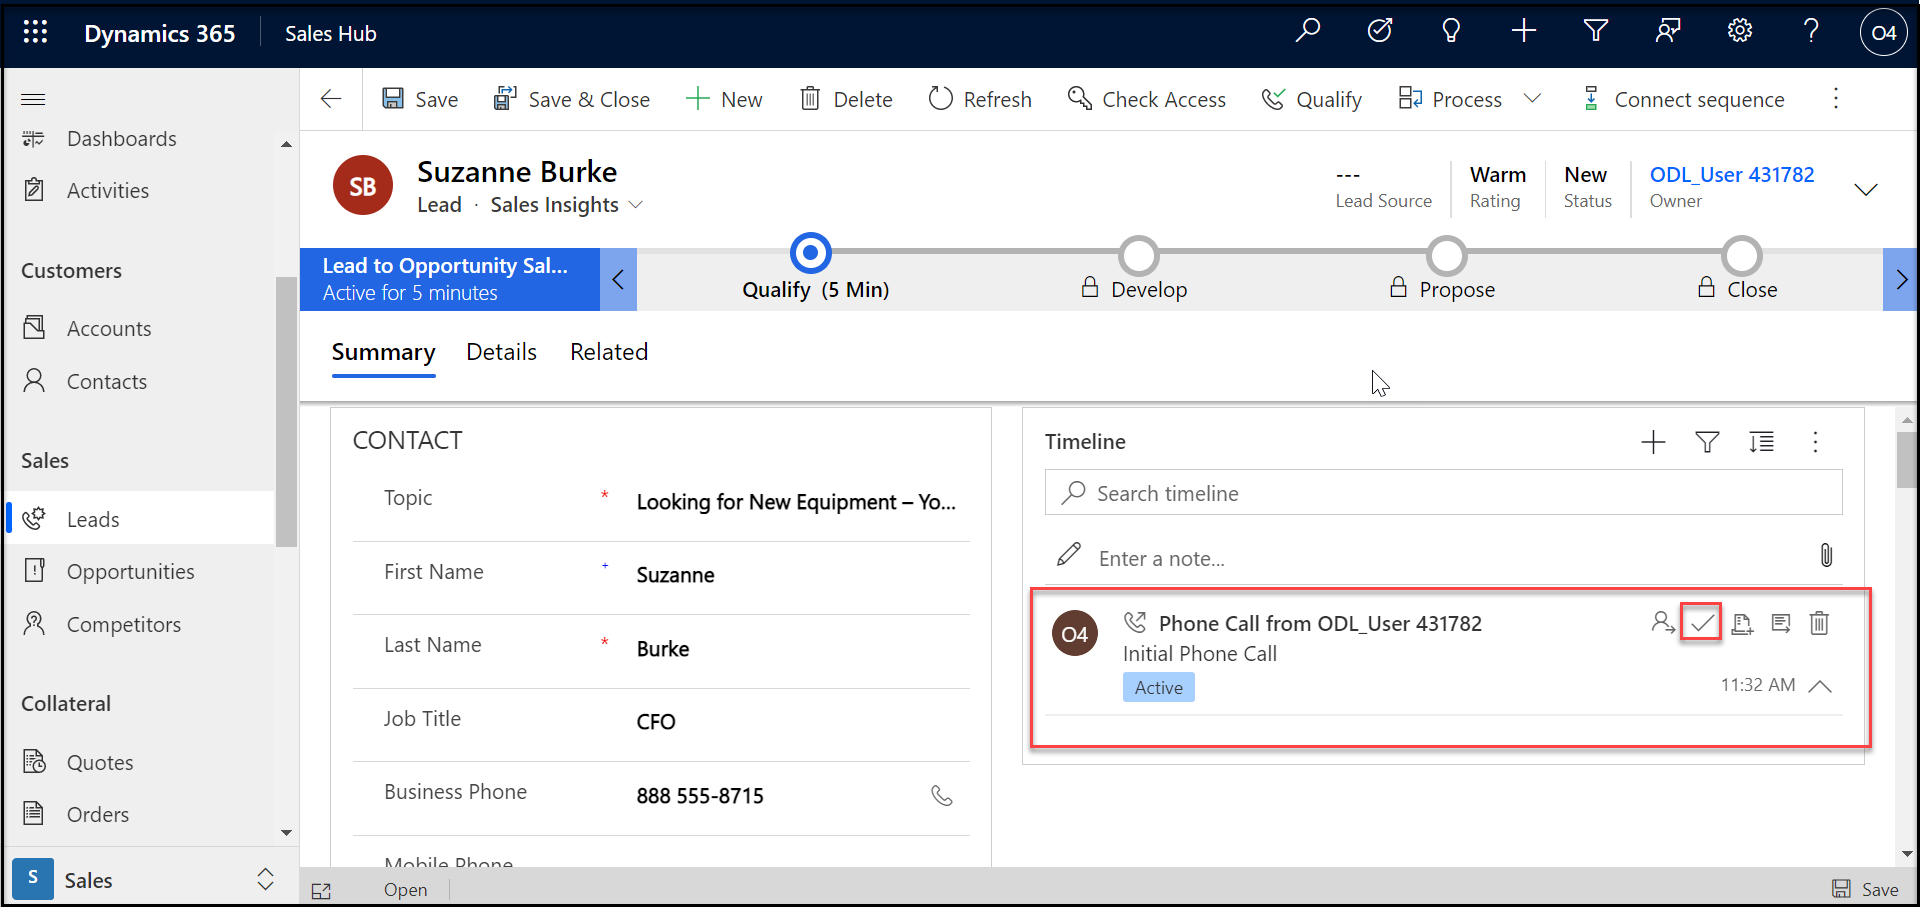 Dynamics 365 Sales Hub O4
Save Save & Close New Delete Refresh Check Access Qualify Process Connect sequence
Dashboards
Activities
Customers
Accounts
Contacts
Sales
Leads
Opportunities
Competitors
Collateral
Quotes
Orders
S Sales
SB
Suzanne Burke
Lead · Sales Insights
---
Lead Source
Warm
Rating
New
Status
ODL_User 431782
Owner
Lead to Opportunity Sal...
Active for 5 minutes
Qualify (5 Min)
Develop
Propose
Close
Summary Details Related
CONTACT
Topic * Looking for New Equipment – Yo...
First Name + Suzanne
Last Name * Burke
Job Title CFO
Business Phone 888 555-8715
Mobile Phone
Timeline
Search timeline
Enter a note...
O4
Phone Call from ODL_User 431782
Initial Phone Call
Active
11:32 AM
Open
Save